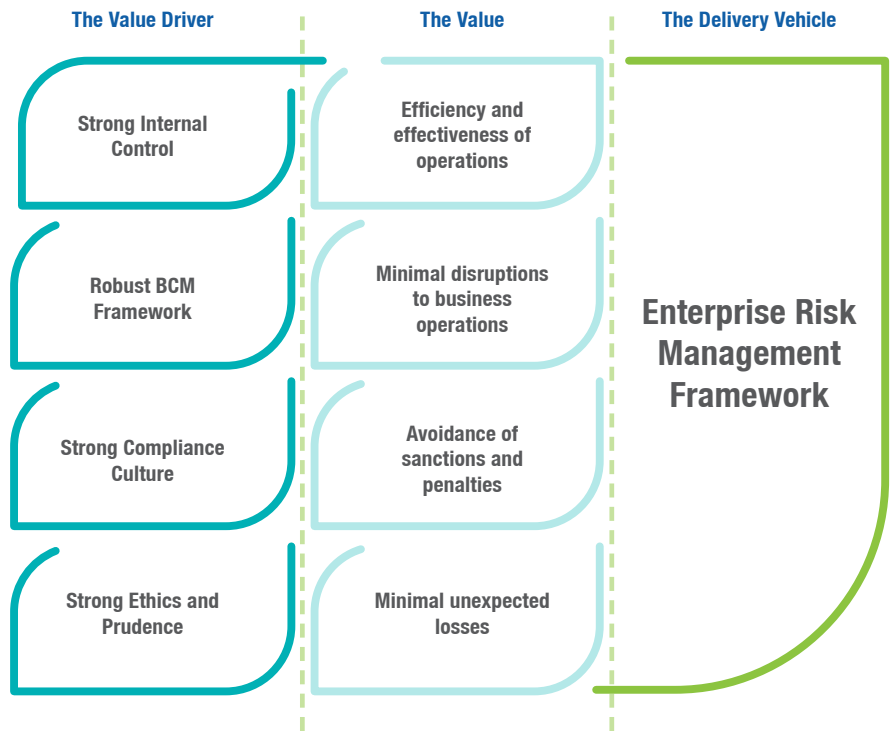 The Value Driver
The Value
The Delivery Vehicle
Strong Internal
Control
Efficiency and
effectiveness of
operations
Robust BCM
Framework
Minimal disruptions
to business
operations
Strong Compliance
Culture
Avoidance of
sanctions and
penalties
Strong Ethics and
Prudence
Minimal unexpected
losses
Enterprise Risk
Management
Framework